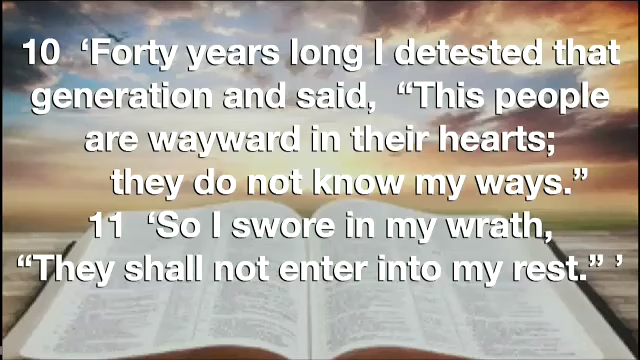 10 ‘Forty years long I detested that
generation and said, “This people
are wayward in their hearts;
they do not know my ways.”
11 ‘So I swore in my wrath,
“They shall not enter into my rest.” ’